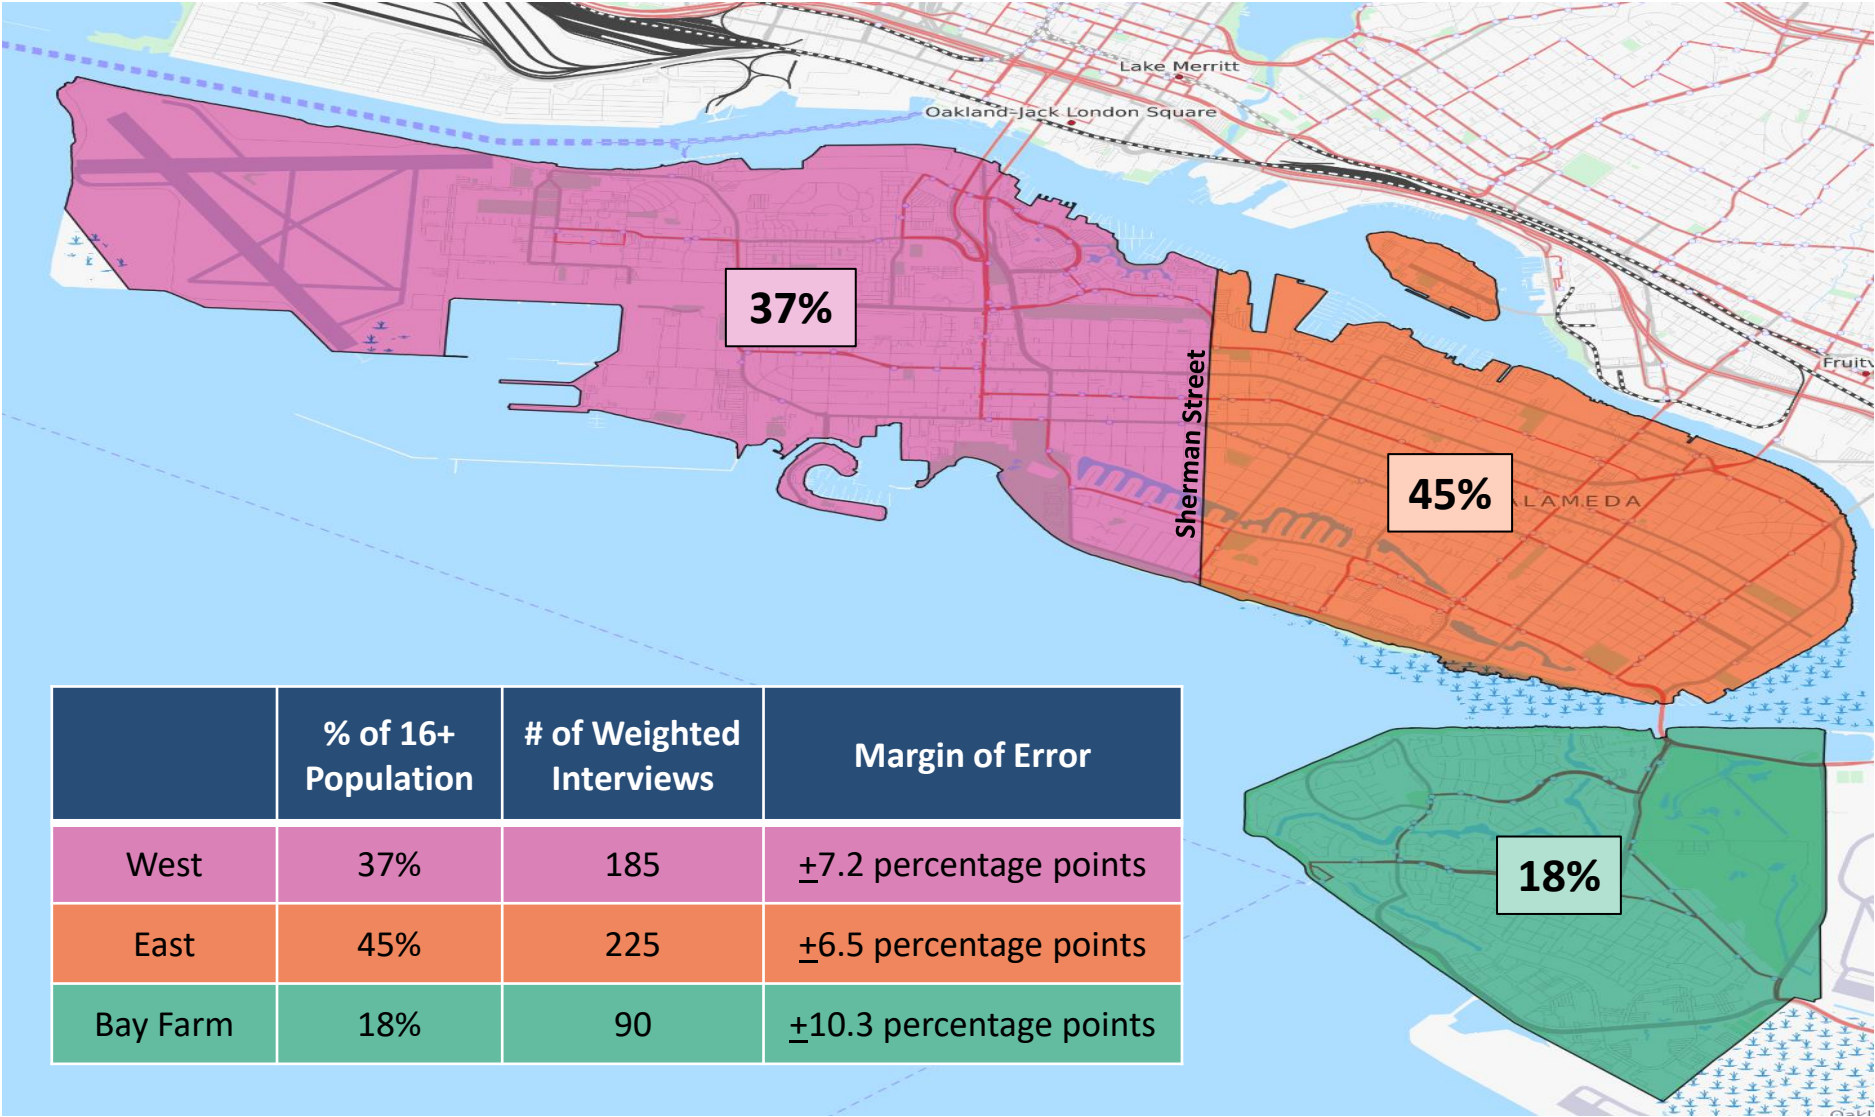 Lake Merritt
Oakland-Jack London Square
37%
Fruitv
Sherman Street
45%
ALAMEDA
% of 16+
Population
# of Weighted
Interviews
Margin of Error
West
37%
185
+7.2 percentage points
East
45%
225
+6.5 percentage points
Bay Farm
18%
90
+10.3 percentage points
18%